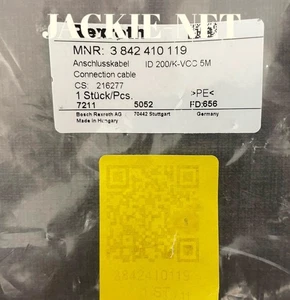 JACKIE-NET
Rexroth
MNR: 3 842 410 119
Anschlusskabel ID 200/K-VCC 5M
Connection cable
CS: 216277
1 Stück/Pcs. >PE<
7211 5052 FD:656
Bosch Rexroth AG 70442 Stuttgart Germany
Made in Hungary
3842410119